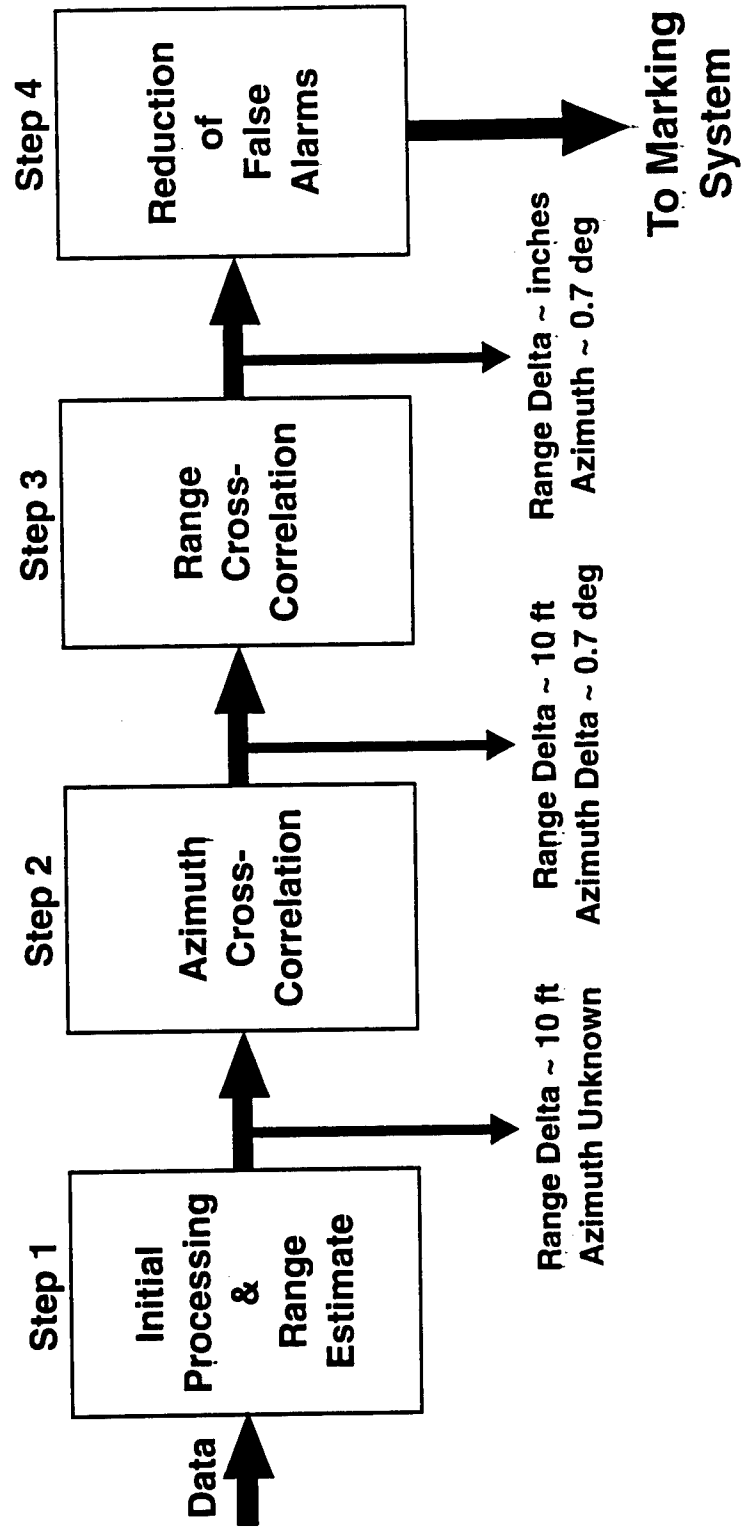 Data
Step 1
Initial
Processing
&
Range
Estimate
Range Delta ~ 10 ft
Azimuth Unknown
Step 2
Azimuth
Cross-
Correlation
Range Delta ~ 10 ft
Azimuth Delta ~ 0.7 deg
Step 3
Range
Cross-
Correlation
Range Delta ~ inches
Azimuth ~ 0.7 deg
Step 4
Reduction
of
False
Alarms
To Marking
System